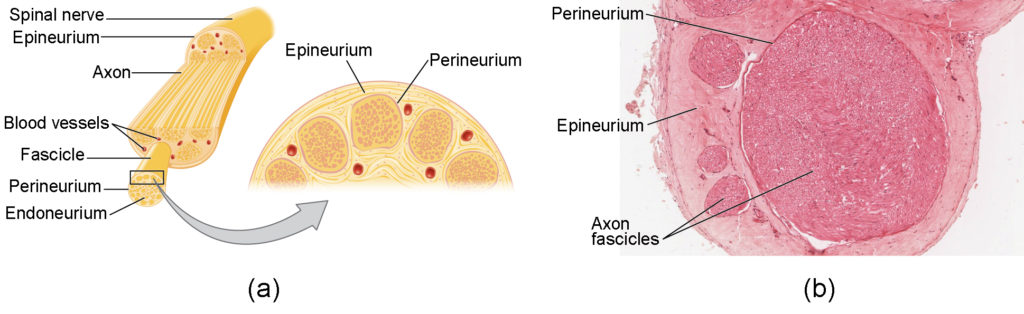 Spinal nerve
Epineurium
Axon
Blood vessels
Fascicle
Perineurium
Endoneurium
Epineurium
Perineurium
(a)
Perineurium
Epineurium
Axon
fascicles
(b)